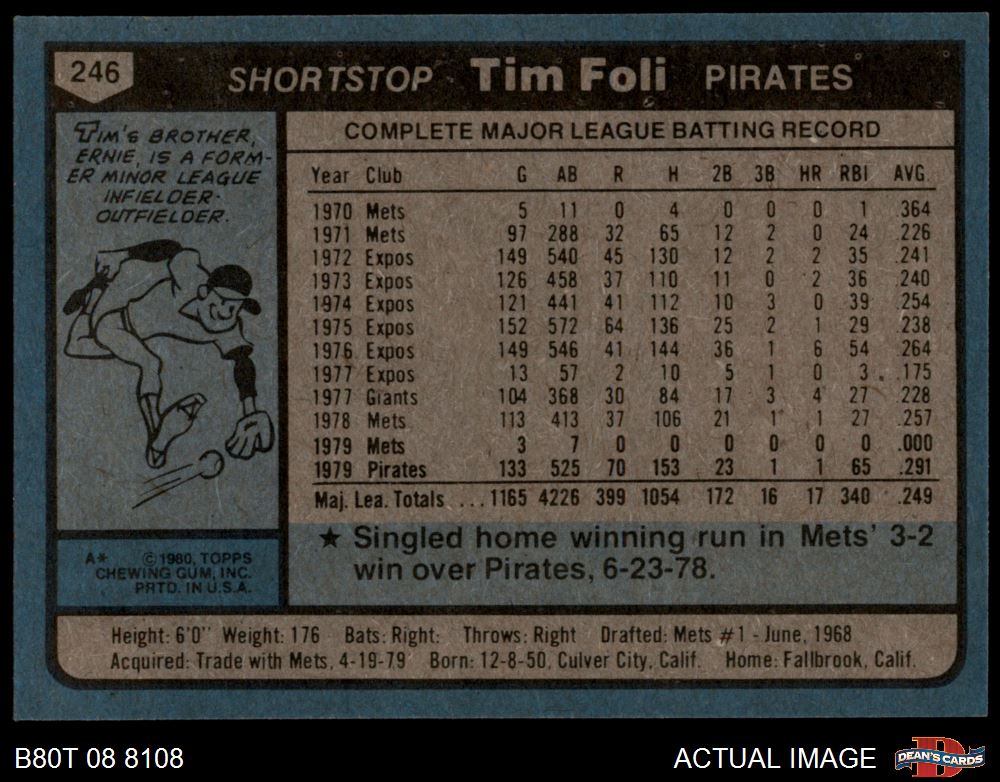 246 SHORTSTOP Tim Foli PIRATES
TIM'S BROTHER,
ERNIE, IS A FORM-
ER MINOR LEAGUE
INFIELDER-
OUTFIELDER.
COMPLETE MAJOR LEAGUE BATTING RECORD
Year Club G AB R H 2B 3B HR RBI AVG.
1970 Mets 5 11 0 4 0 0 0 1 .364
1971 Mets 97 288 32 65 12 2 0 24 .226
1972 Expos 149 540 45 130 12 2 2 35 .241
1973 Expos 126 458 37 110 11 0 2 36 .240
1974 Expos 121 441 41 112 10 3 0 39 .254
1975 Expos 152 572 64 136 25 2 1 29 .238
1976 Expos 149 546 41 144 36 1 6 54 .264
1977 Expos 13 57 2 10 5 1 0 3 .175
1977 Giants 104 368 30 84 17 3 4 27 .228
1978 Mets 113 413 37 106 21 1 1 27 .257
1979 Mets 3 7 0 0 0 0 0 0 .000
1979 Pirates 133 525 70 153 23 1 1 65 .291
Maj. Lea. Totals ...1165 4226 399 1054 172 16 17 340 .249
★ Singled home winning run in Mets' 3-2
win over Pirates, 6-23-78.
A* ©1980, TOPPS
CHEWING GUM, INC.
PRTD. IN U.S.A.
Height: 6'0" Weight: 176 Bats: Right Throws: Right Drafted: Mets #1 - June, 1968
Acquired: Trade with Mets, 4-19-79 Born: 12-8-50, Culver City, Calif. Home: Fallbrook, Calif.
B80T 08 8108 ACTUAL IMAGE DEAN'S CARDS